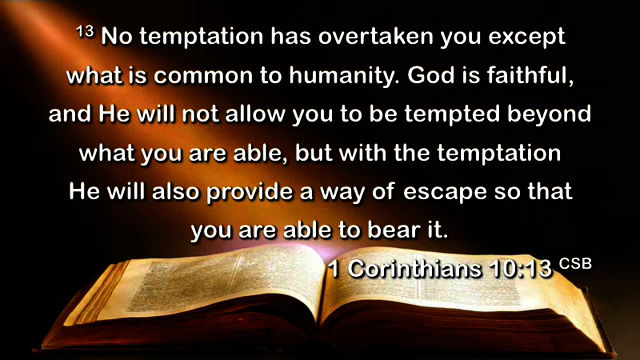 13 No temptation has overtaken you except
what is common to humanity. God is faithful,
and He will not allow you to be tempted beyond
what you are able, but with the temptation
He will also provide a way of escape so that
you are able to bear it.
1 Corinthians 10:13 CSB